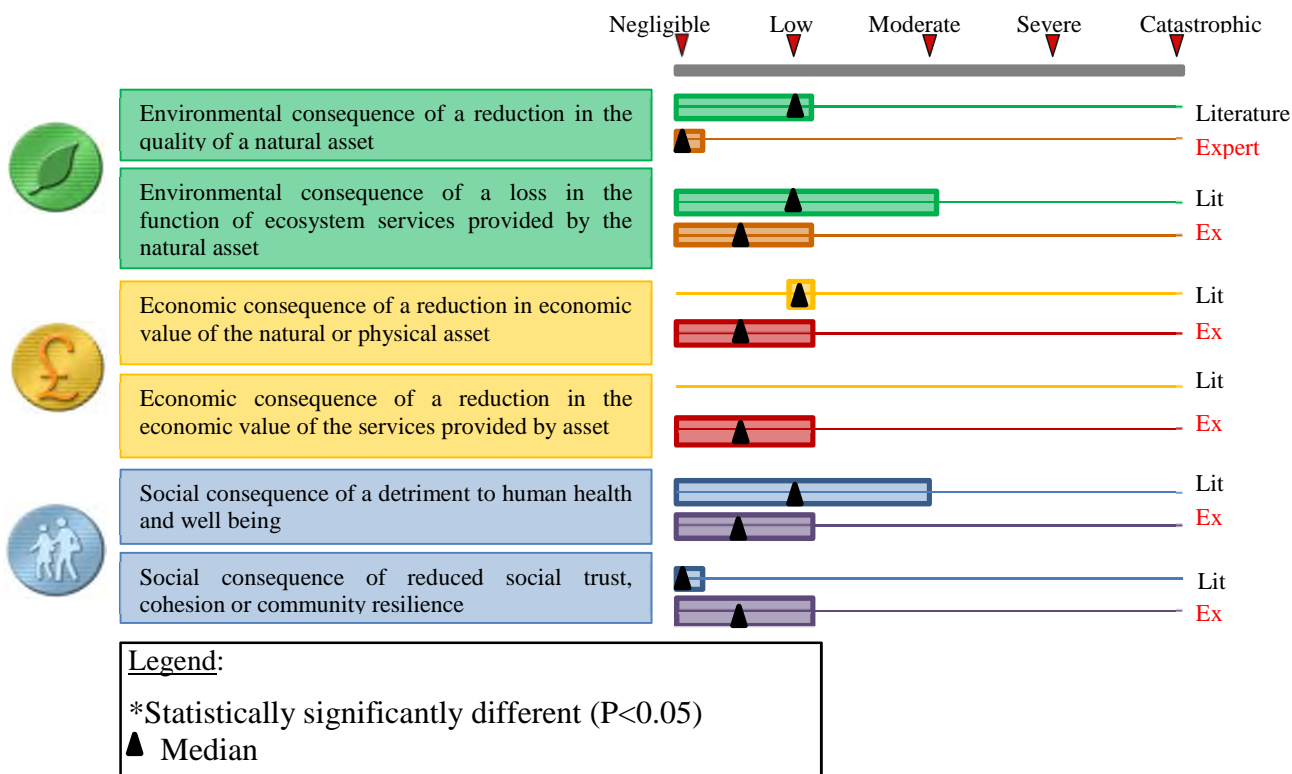 Negligible Low Moderate Severe Catastrophic
Environmental consequence of a reduction in the
quality of a natural asset
Literature
Expert
Environmental consequence of a loss in the
function of ecosystem services provided by the
natural asset
Lit
Ex
Economic consequence of a reduction in economic
value of the natural or physical asset
Lit
Ex
Economic consequence of a reduction in the
economic value of the services provided by asset
Lit
Ex
£
Social consequence of a detriment to human health
and well being
Lit
Ex
Social consequence of reduced social trust,
cohesion or community resilience
Lit
Ex
Legend:
*Statistically significantly different (P<0.05)
Median